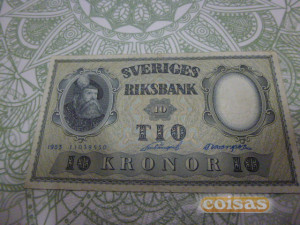 SVERIGES
RIKSBANK
10
TIO
10 KRONOR 10
coisas